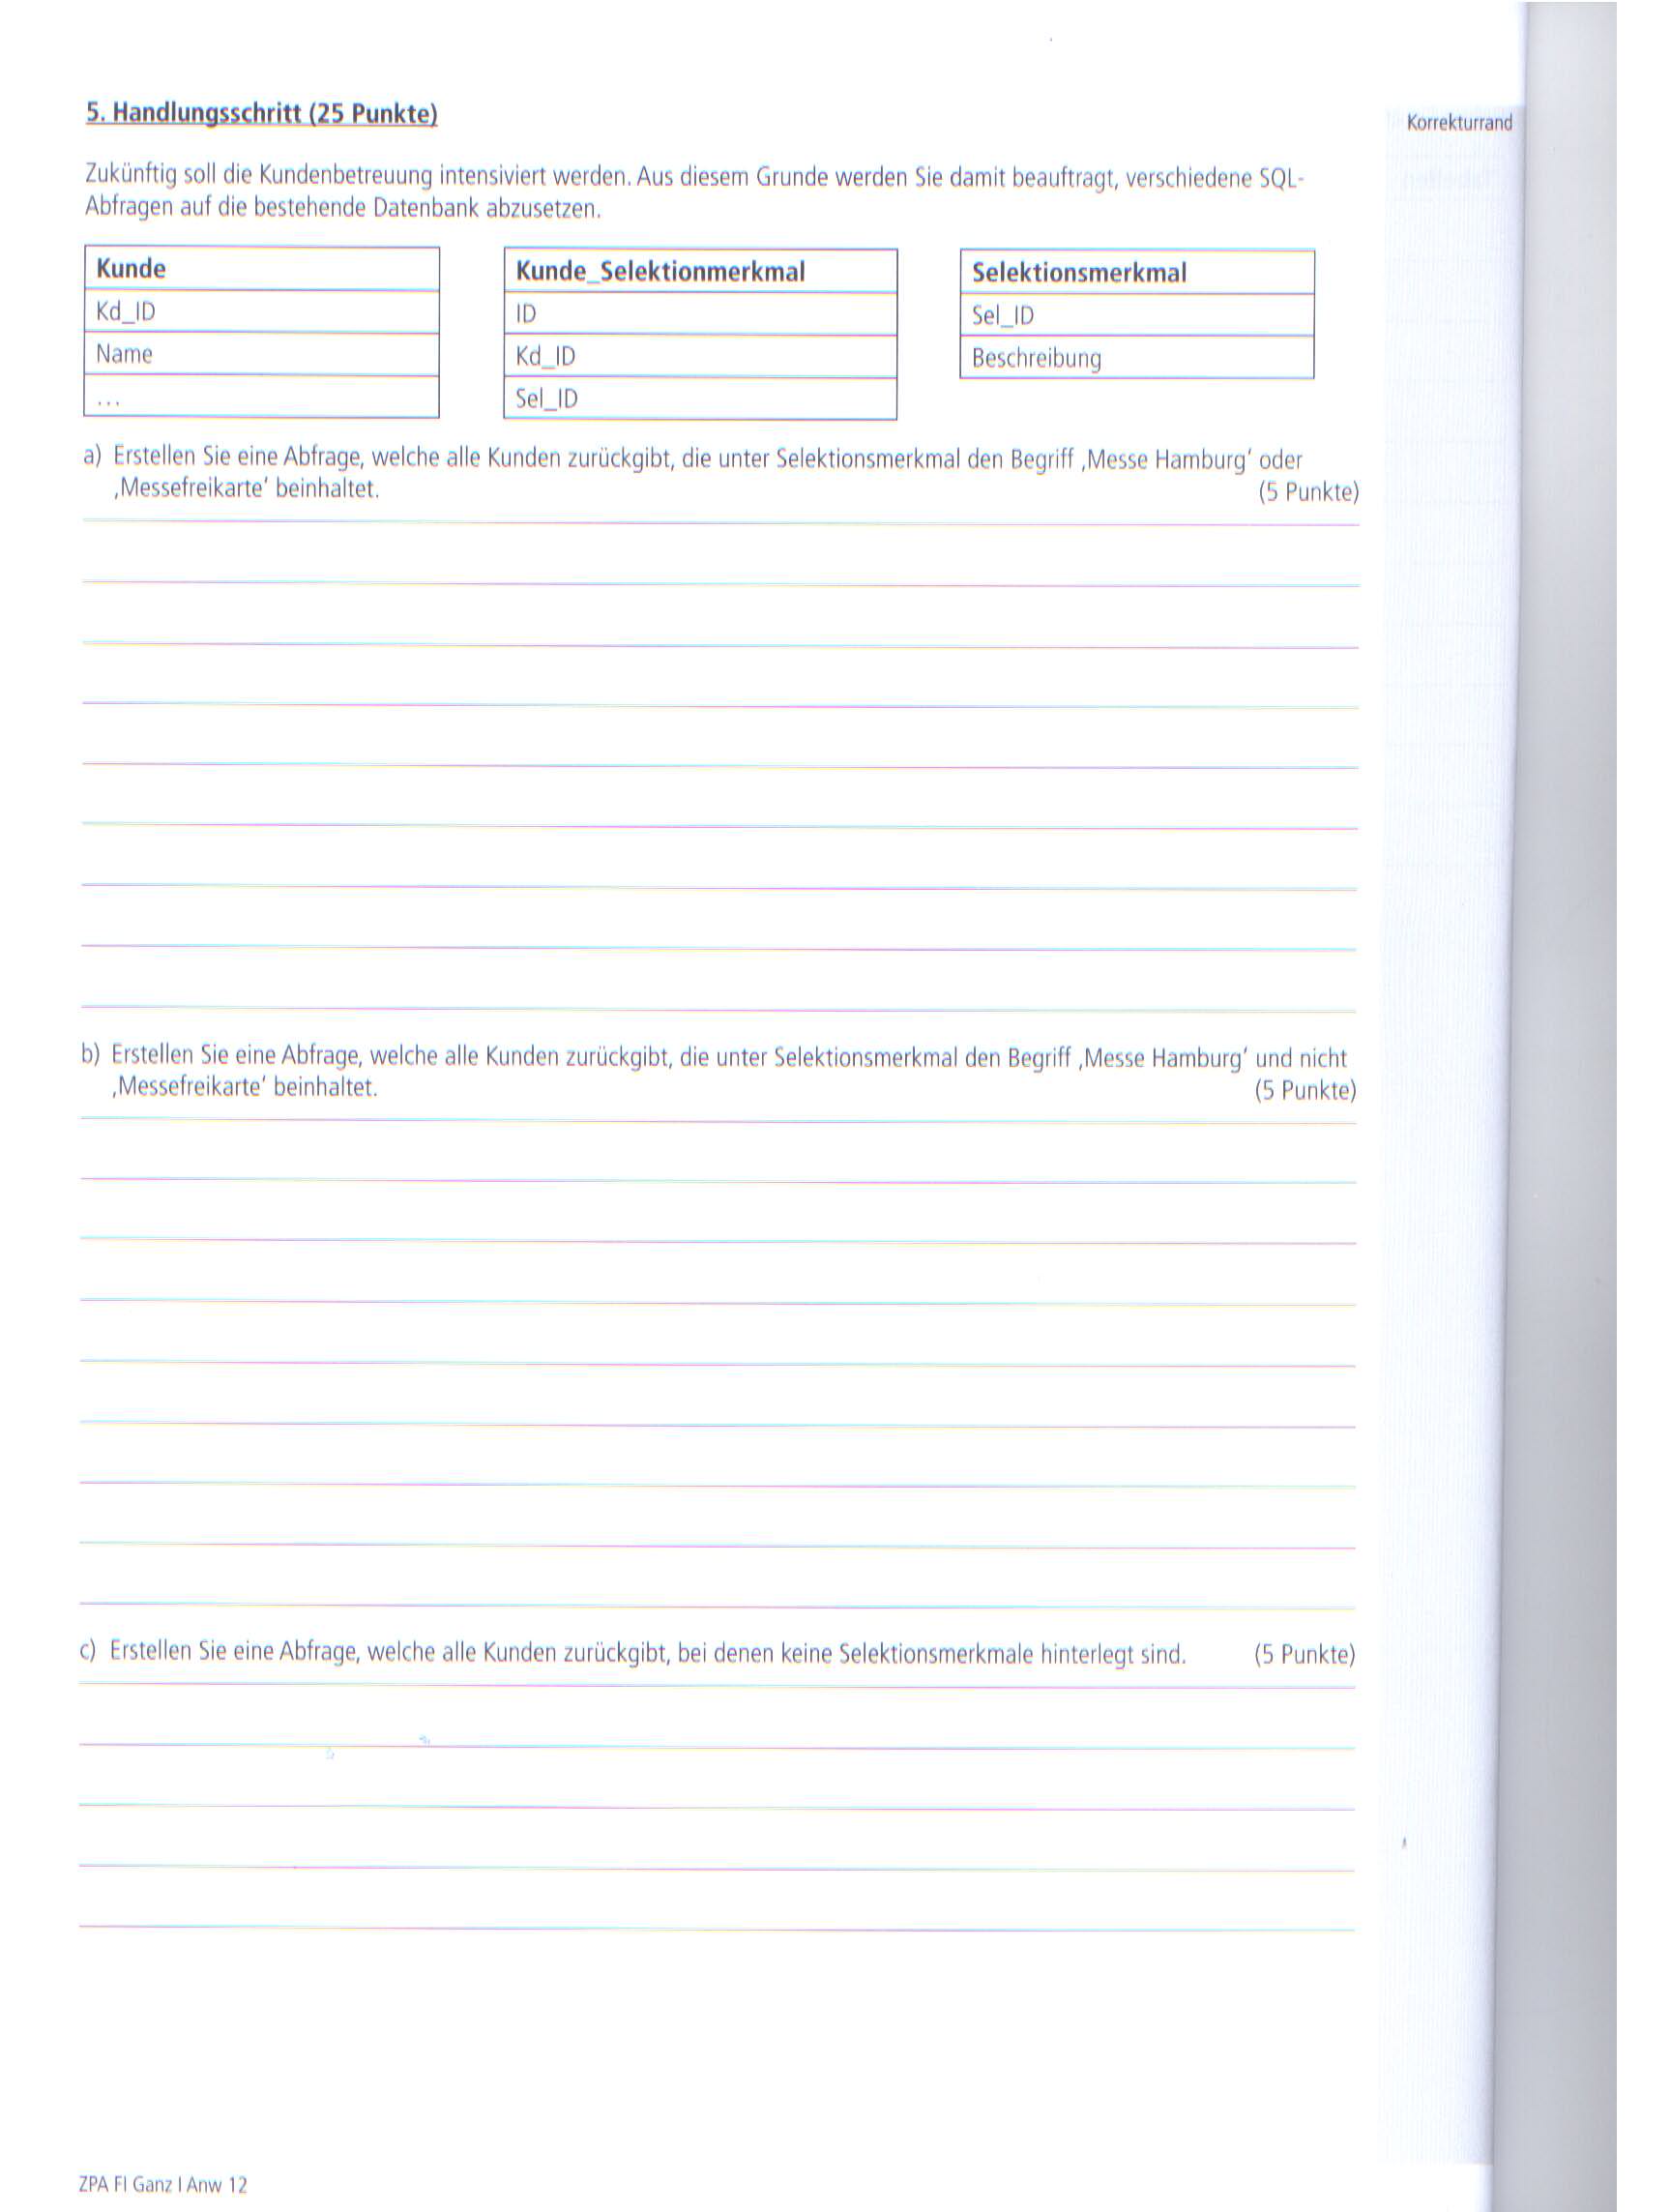 5. Handlungsschritt (25 Punkte)
Korrekturrand
Zukünftig soll die Kundenbetreuung intensiviert werden. Aus diesem Grunde werden Sie damit beauftragt, verschiedene SQL-
Abfragen auf die bestehende Datenbank abzusetzen.
Kunde
Kd_ID
Name
...
Kunde_Selektionmerkmal
ID
Kd_ID
Sel_ID
Selektionsmerkmal
Sel_ID
Beschreibung
a) Erstellen Sie eine Abfrage, welche alle Kunden zurückgibt, die unter Selektionsmerkmal den Begriff ‚Messe Hamburg‘ oder
‚Messefreikarte‘ beinhaltet. (5 Punkte)
b) Erstellen Sie eine Abfrage, welche alle Kunden zurückgibt, die unter Selektionsmerkmal den Begriff ‚Messe Hamburg‘ und nicht
‚Messefreikarte‘ beinhaltet. (5 Punkte)
c) Erstellen Sie eine Abfrage, welche alle Kunden zurückgibt, bei denen keine Selektionsmerkmale hinterlegt sind. (5 Punkte)
ZPA FI Ganz I Anw 12